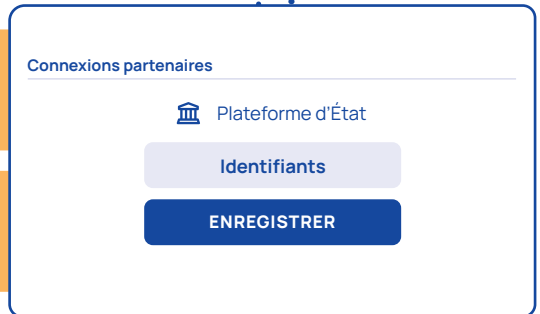 Connexions partenaires
Plateforme d'État
Identifiants
ENREGISTRER